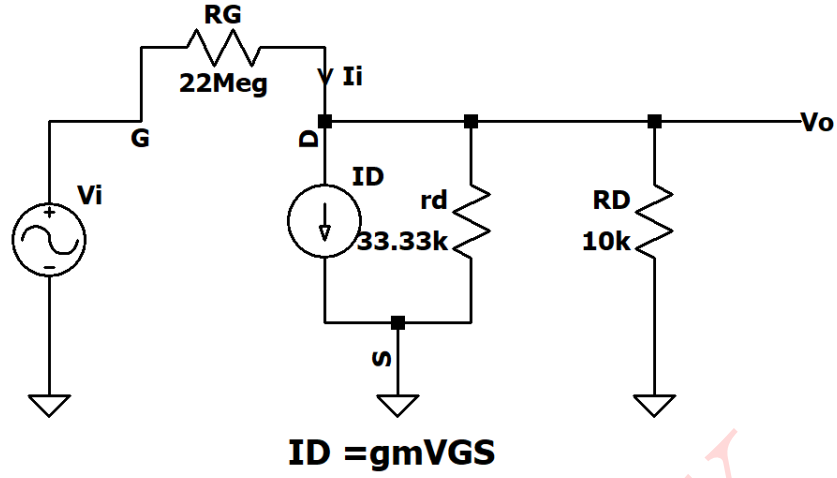 RG
22Meg
Ii
G
D
Vo
Vi
+
−
ID
rd
33.33k
RD
10k
S
ID =gmVGS